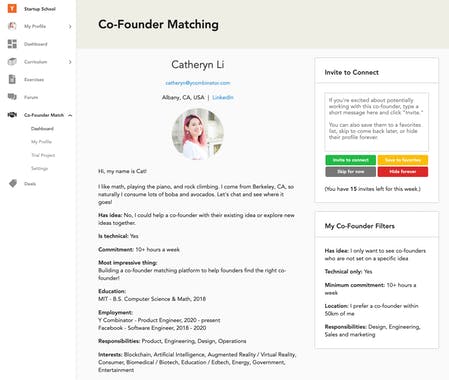 Startup School
My Profile
Dashboard
Curriculum
Exercises
Forum
Co-Founder Match
Dashboard
My Profile
Trial Project
Settings
Deals
Co-Founder Matching
Catheryn Li
catheryn@ycombinator.com
Albany, CA, USA | LinkedIn
Hi, my name is Cat!
I like math, playing the piano, and rock climbing. I come from Berkeley, CA, so
naturally I consume lots of boba and avocados. Let's chat and see where it
goes!
Has idea: No, I could help a co-founder with their existing idea or explore new
ideas together.
Is technical: Yes
Commitment: 10+ hours a week
Most impressive thing:
Building a co-founder matching platform to help founders find the right co-
founder!
Education:
MIT - B.S. Computer Science & Math, 2018
Employment:
Y Combinator - Product Engineer, 2020 - present
Facebook - Software Engineer, 2018 - 2020
Responsibilities: Product, Engineering, Design, Operations
Interests: Blockchain, Artificial Intelligence, Augmented Reality / Virtual Reality,
Consumer, Biomedical / Biotech, Education / Edtech, Energy, Government,
Entertainment
Invite to Connect
If you're excited about potentially
working with this co-founder, type a
short message here and click "Invite."
You can also save them to a favorites
list, skip to come back later, or hide
their profile forever
Invite to connect
Save to favorites
Skip for now
Hide forever
(You have 15 invites left for this week.)
My Co-Founder Filters
Has idea: I only want to see co-founders
who are not set on a specific idea
Technical only: Yes
Minimum commitment: 10+ hours a
week
Location: I prefer a co-founder within
50km of me
Responsibilities: Design, Engineering,
Sales and marketing